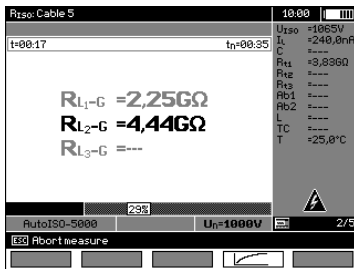 RISO: Cable 5
10:00
t=00:17
tn=00:35
RL1-G =2,25GΩ
RL2-G =4,44GΩ
RL3-G =---
29%
AutoISO-5000
Un=1000V
UISO =1065V
IL =240,0nA
C =---
Rt1 =3,83GΩ
Rt2 =---
Rt3 =---
Ab1 =---
Ab2 =---
L =---
TC =---
T =25,0°C
2/5
ESC Abort measure